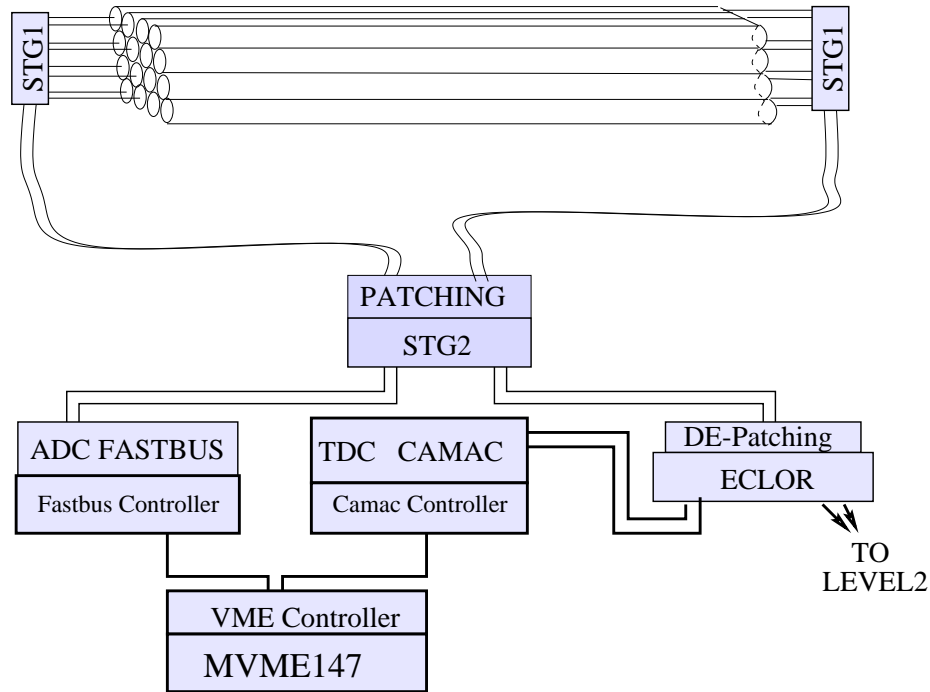 STG1
STG1
PATCHING
STG2
ADC FASTBUS
Fastbus Controller
TDC CAMAC
Camac Controller
DE-Patching
ECLOR
TO
LEVEL2
VME Controller
MVME147